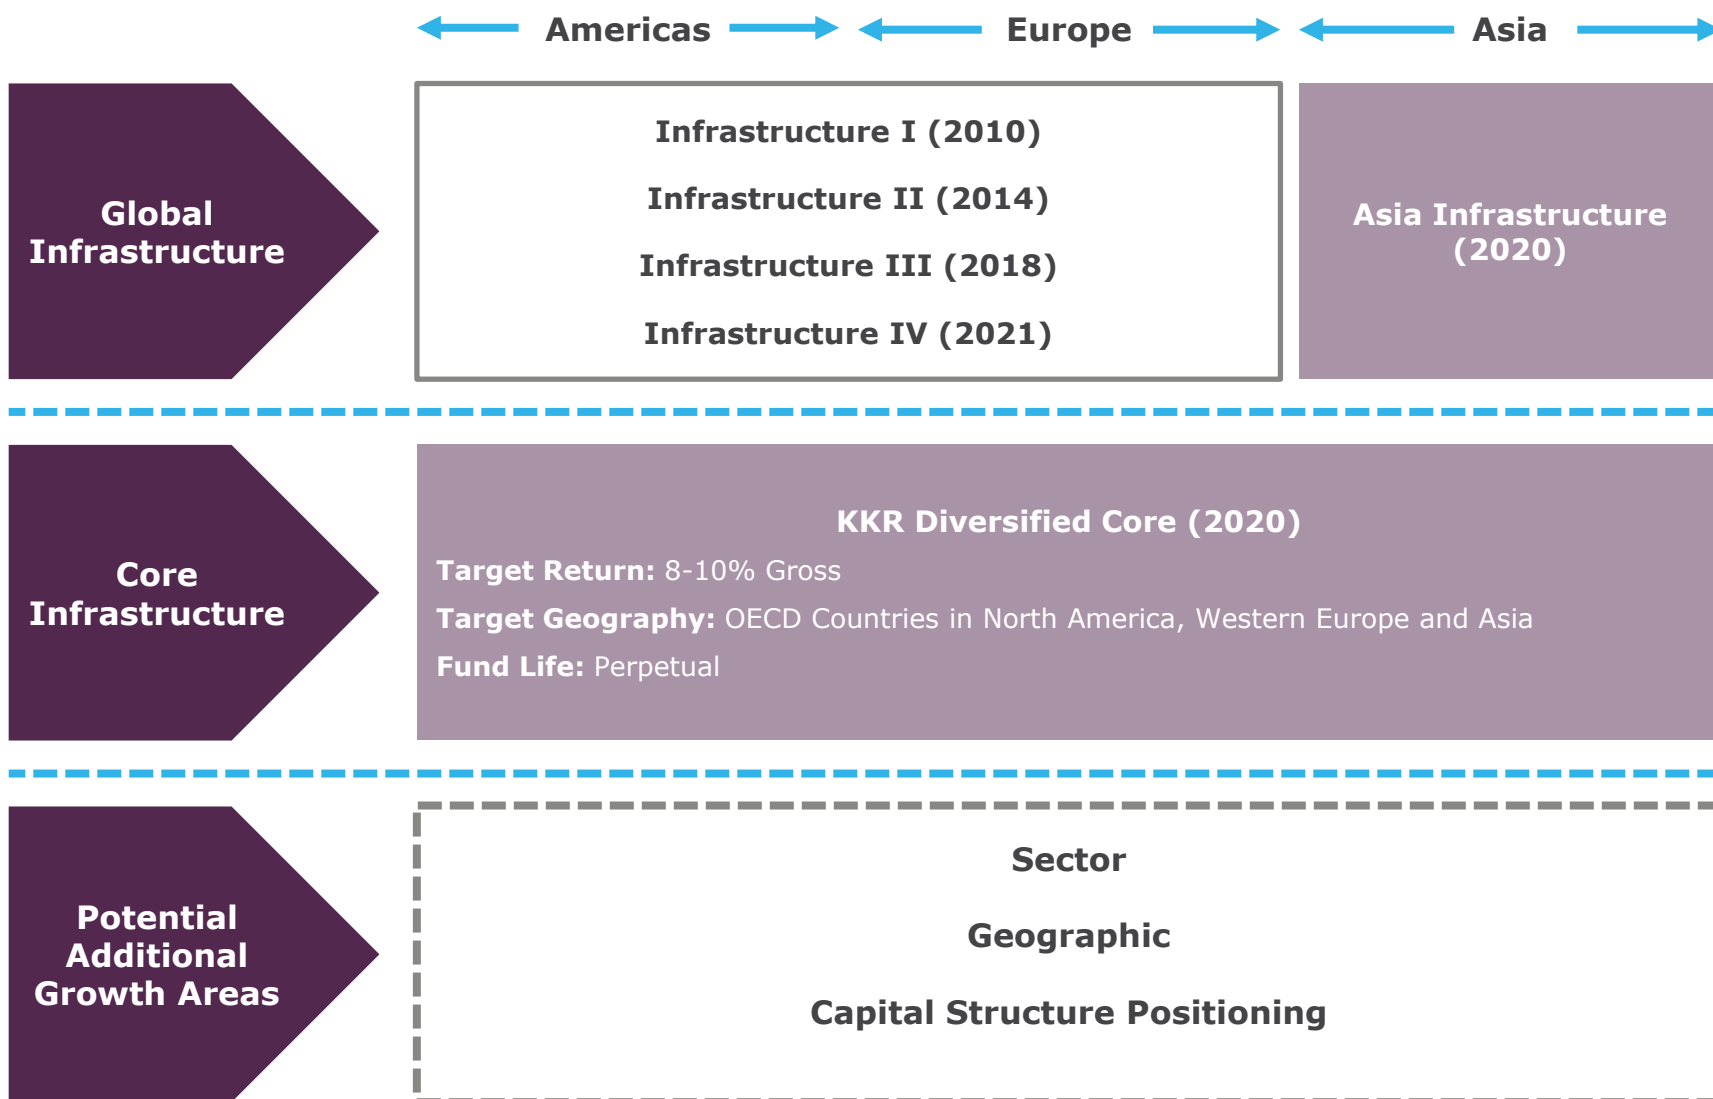 Americas
Europe
Asia
Global
Infrastructure
Infrastructure I (2010)
Infrastructure II (2014)
Infrastructure III (2018)
Infrastructure IV (2021)
Asia Infrastructure
(2020)
Core
Infrastructure
KKR Diversified Core (2020)
Target Return: 8-10% Gross
Target Geography: OECD Countries in North America, Western Europe and Asia
Fund Life: Perpetual
Potential
Additional
Growth Areas
Sector
Geographic
Capital Structure Positioning